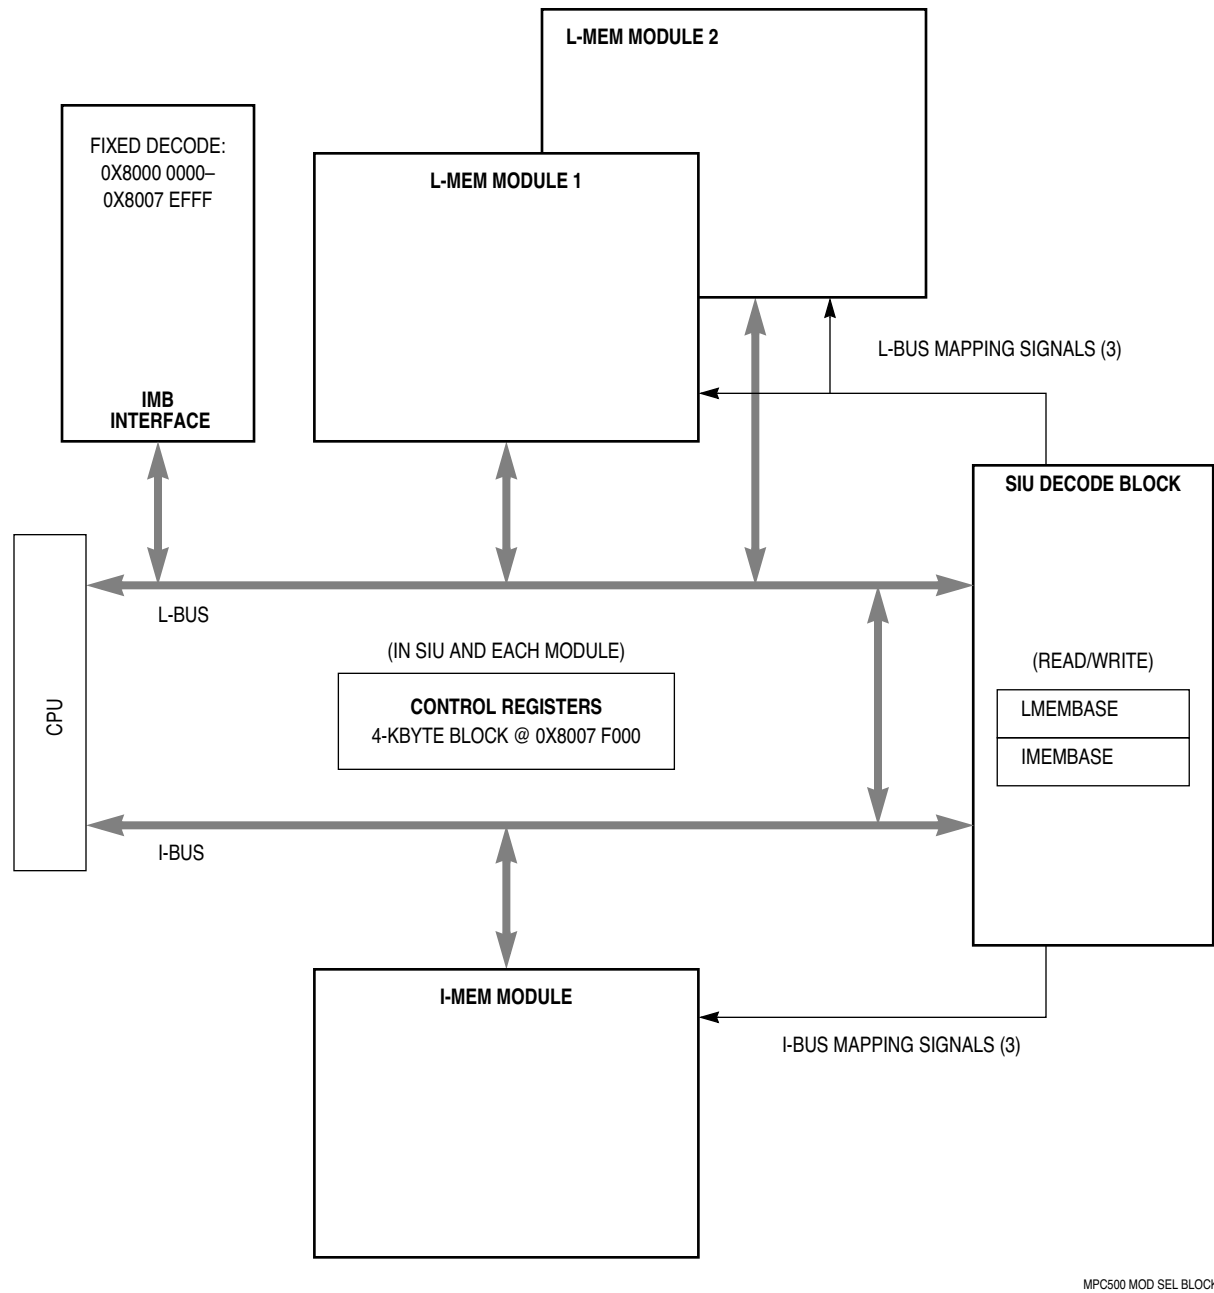 L-MEM MODULE 2
FIXED DECODE:
0X8000 0000–
0X8007 EFFF
L-MEM MODULE 1
L-BUS MAPPING SIGNALS (3)
IMB
INTERFACE
SIU DECODE BLOCK
L-BUS
(IN SIU AND EACH MODULE)
CONTROL REGISTERS
4-KBYTE BLOCK @ 0X8007 F000
(READ/WRITE)
LMEMBASE
IMEMBASE
CPU
I-BUS
I-MEM MODULE
I-BUS MAPPING SIGNALS (3)
MPC500 MOD SEL BLOCK